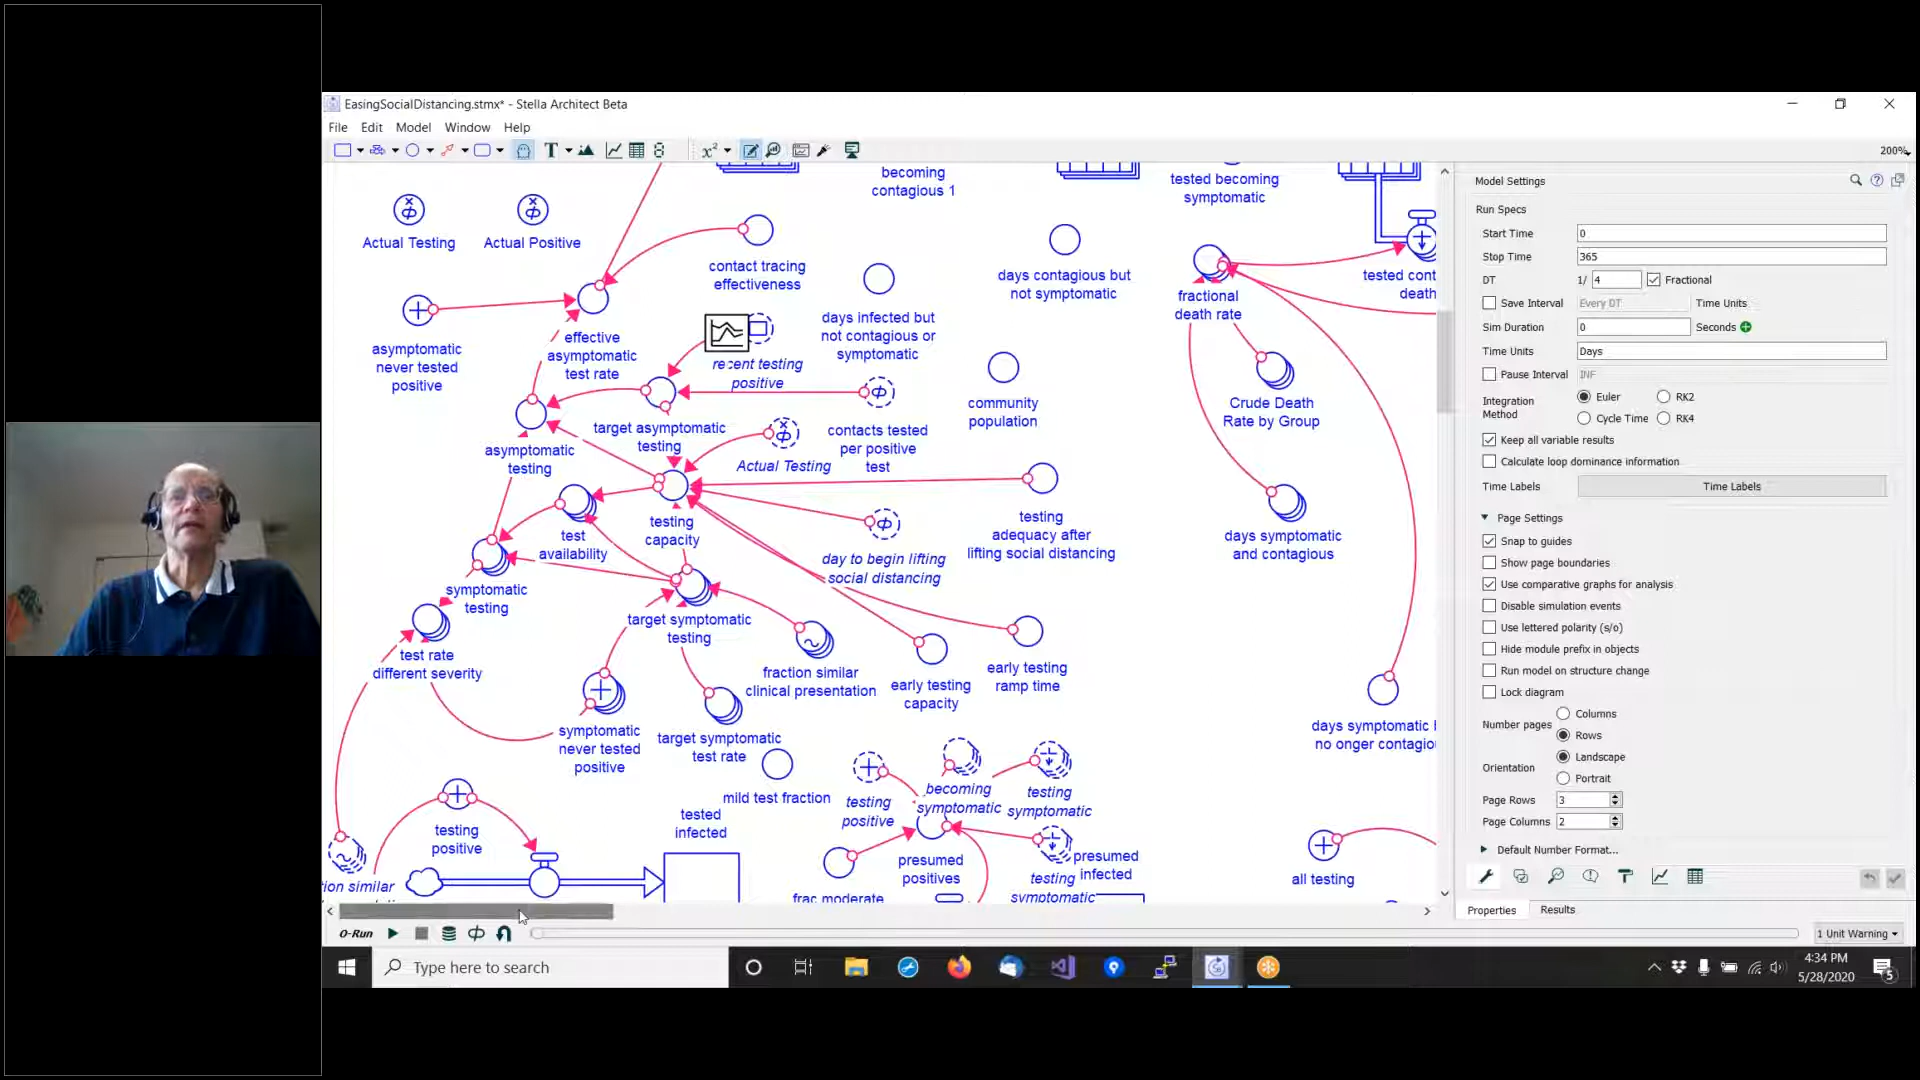 EasingSocialDistancing.stmx* - Stella Architect Beta
File Edit Model Window Help
200%
becoming
contagious 1
tested becoming
symptomatic
Actual Testing
Actual Positive
contact tracing
effectiveness
days contagious but
not symptomatic
tested cont
death
fractional
death rate
days infected but
not contagious or
symptomatic
effective
asymptomatic
test rate
asymptomatic
never tested
positive
recent testing
positive
community
population
Crude Death
Rate by Group
target asymptomatic
testing
contacts tested
per positive
test
Actual Testing
asymptomatic
testing
testing
capacity
test
availability
testing
adequacy after
lifting social distancing
days symptomatic
and contagious
day to begin lifting
social distancing
symptomatic
testing
target symptomatic
testing
test rate
different severity
fraction similar
clinical presentation
early testing
capacity
early testing
ramp time
symptomatic
never tested
positive
target symptomatic
test rate
days symptomatic
no onger contagiou
mild test fraction
testing
positive
becoming
symptomatic
testing
symptomatic
tested
infected
testing
positive
presumed
positives
presumed
infected
testing
symptomatic
all testing
tion similar
frac moderate
Model Settings
Run Specs
Start Time 0
Stop Time 365
DT 1/ 4 Fractional
Save Interval Every DT Time Units
Sim Duration 0 Seconds
Time Units Days
Pause Interval INF
Integration
Method
Euler RK2
Cycle Time RK4
Keep all variable results
Calculate loop dominance information
Time Labels Time Labels
Page Settings
Snap to guides
Show page boundaries
Use comparative graphs for analysis
Disable simulation events
Use lettered polarity (s/o)
Hide module prefix in objects
Run model on structure change
Lock diagram
Number pages Columns
Rows
Orientation Landscape
Portrait
Page Rows 3
Page Columns 2
Default Number Format...
Properties Results
O-Run
1 Unit Warning
Type here to search
4:34 PM
5/28/2020
5